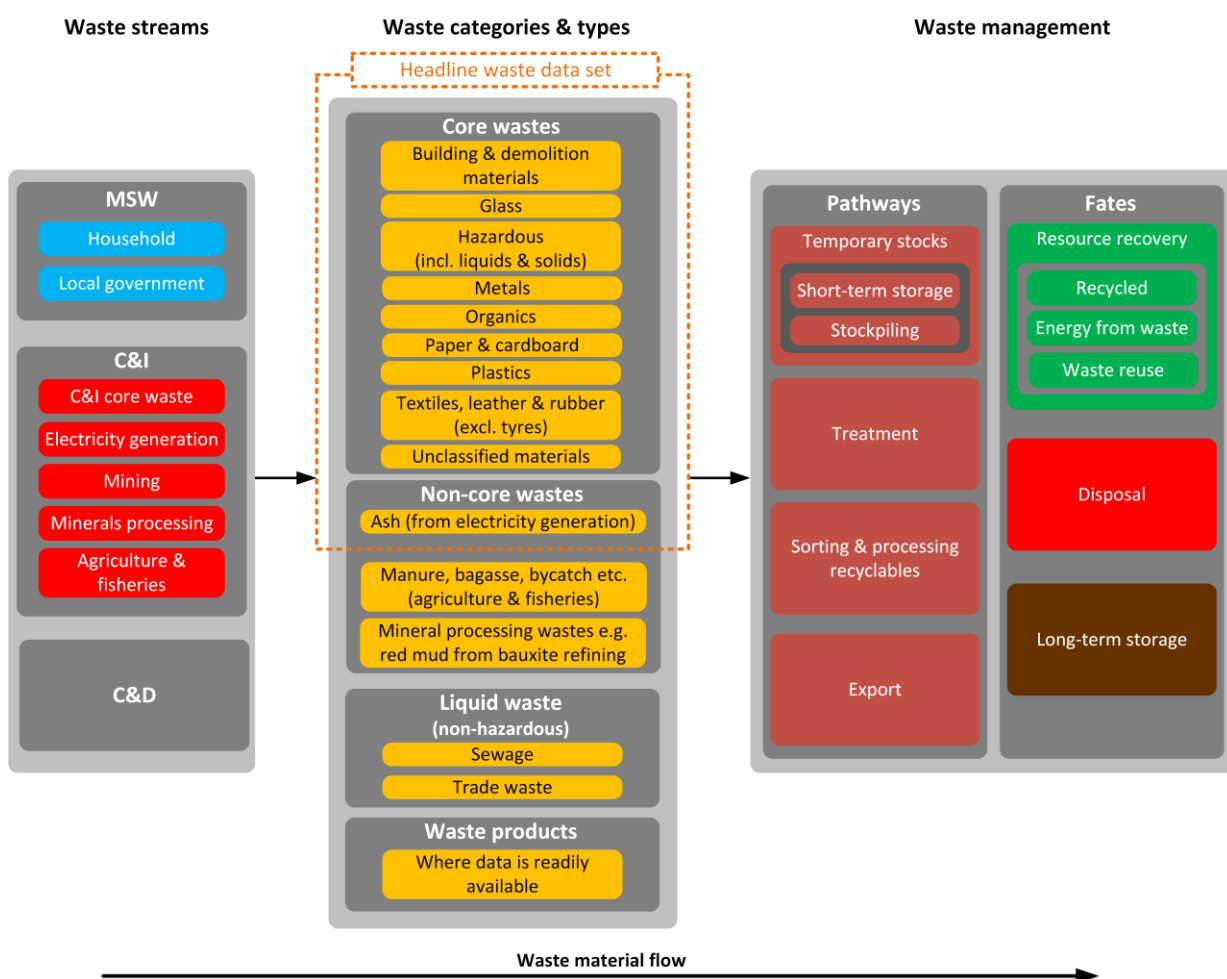 Waste streams
Waste categories & types
Waste management
Headline waste data set
MSW
Household
Local government
C&I
C&I core waste
Electricity generation
Mining
Minerals processing
Agriculture &
fisheries
C&D
Core wastes
Building & demolition
materials
Glass
Hazardous
(incl. liquids & solids)
Metals
Organics
Paper & cardboard
Plastics
Textiles, leather & rubber
(excl. tyres)
Unclassified materials
Non-core wastes
Ash (from electricity generation)
Manure, bagasse, bycatch etc.
(agriculture & fisheries)
Mineral processing wastes e.g.
red mud from bauxite refining
Liquid waste
(non-hazardous)
Sewage
Trade waste
Waste products
Where data is readily
available
Pathways
Temporary stocks
Short-term storage
Stockpiling
Treatment
Sorting & processing
recyclables
Export
Fates
Resource recovery
Recycled
Energy from waste
Waste reuse
Disposal
Long-term storage
Waste material flow